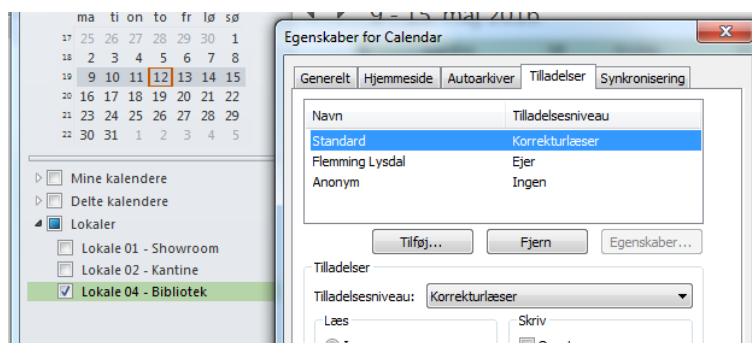 ma ti on to fr lø sø
17 25 26 27 28 29 30 1
18 2 3 4 5 6 7 8
19 9 10 11 12 13 14 15
20 16 17 18 19 20 21 22
21 23 24 25 26 27 28 29
22 30 31 1 2 3 4 5
Mine kalendere
Delte kalendere
Lokaler
Lokale 01 - Showroom
Lokale 02 - Kantine
Lokale 04 - Bibliotek
9 - 15. maj 2016
Egenskaber for Calendar
Generelt Hjemmeside Autoarkiver Tilladelser Synkronisering
Navn Tilladelsesniveau
Standard Korrekturlæser
Flemming Lysdal Ejer
Anonym Ingen
Tilføj... Fjern Egenskaber...
Tilladelser
Tilladelsesniveau: Korrekturlæser
Læs Skriv